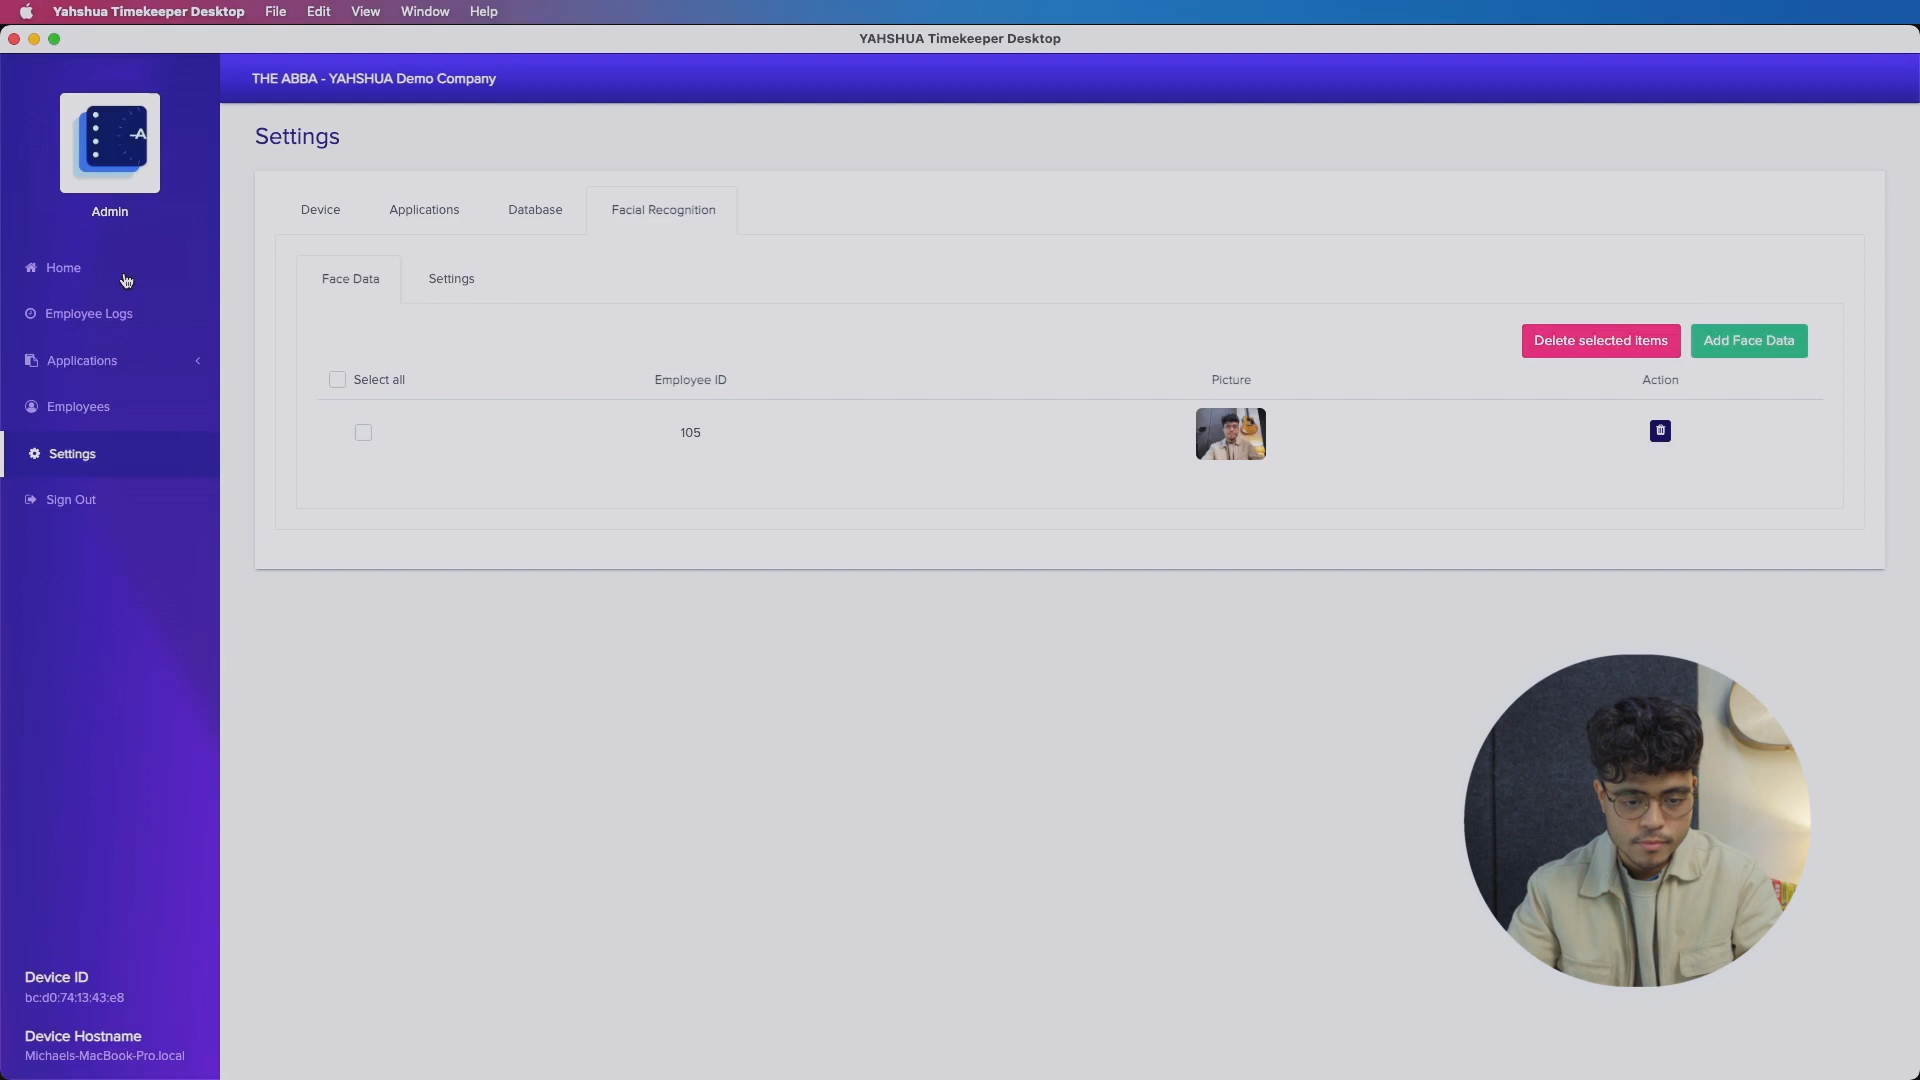 Yahshua Timekeeper Desktop File Edit View Window Help
YAHSHUA Timekeeper Desktop
THE ABBA - YAHSHUA Demo Company
-A
Admin
Home
Employee Logs
Applications
Employees
Settings
Sign Out
Device ID
bc:d0:74:13:43:e8
Device Hostname
Michaels-MacBook-Pro.local
Settings
Device Applications Database Facial Recognition
Face Data Settings
Delete selected items Add Face Data
Select all Employee ID Picture Action
105